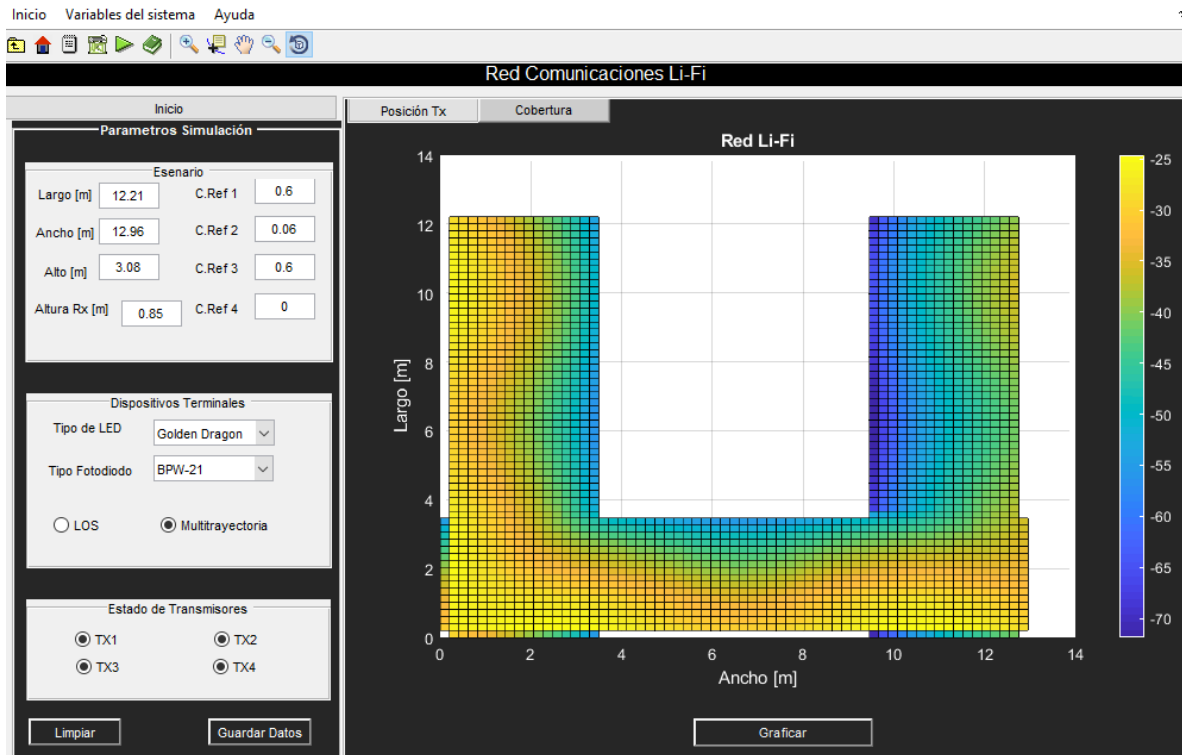 Inicio Variables del sistema Ayuda
Red Comunicaciones Li-Fi
Inicio
Parametros Simulación
Esenario
Largo [m] 12.21 C.Ref 1 0.6
Ancho [m] 12.96 C.Ref 2 0.06
Alto [m] 3.08 C.Ref 3 0.6
Altura Rx [m] 0.85 C.Ref 4 0
Dispositivos Terminales
Tipo de LED Golden Dragon
Tipo Fotodiodo BPW-21
LOS Multitrayectoria
Estado de Transmisores
TX1 TX2
TX3 TX4
Limpiar Guardar Datos
Posición Tx Cobertura
Red Li-Fi
14
12
10
8
6
4
2
0
Largo [m]
0 2 4 6 8 10 12 14
Ancho [m]
-25
-30
-35
-40
-45
-50
-55
-60
-65
-70
Graficar